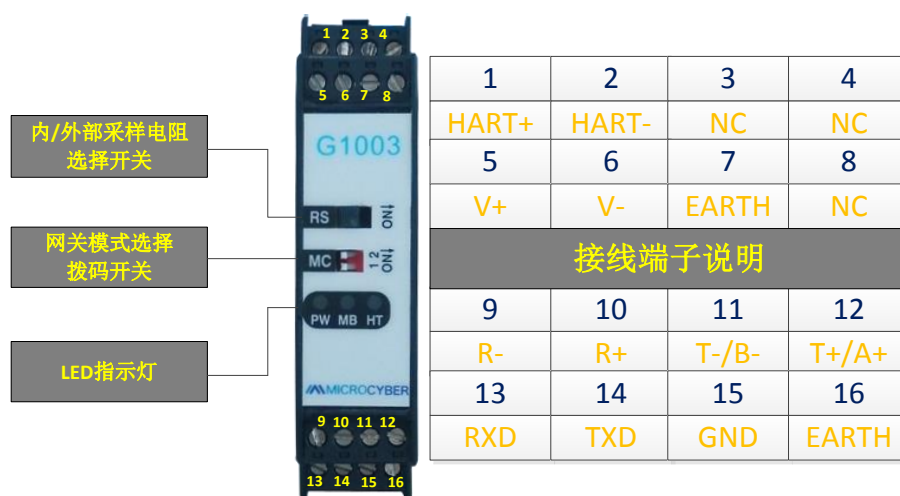 1 2 3 4
5 6 7 8
G1003
内/外部采样电阻
选择开关
RS
ON↑
网关模式选择
拨码开关
MC
1 2
ON↑
PW MB HT
LED指示灯
MICROCYBER
9 10 11 12
13 14 15 16
1 2 3 4
HART+ HART- NC NC
5 6 7 8
V+ V- EARTH NC
接线端子说明
9 10 11 12
R- R+ T-/B- T+/A+
13 14 15 16
RXD TXD GND EARTH